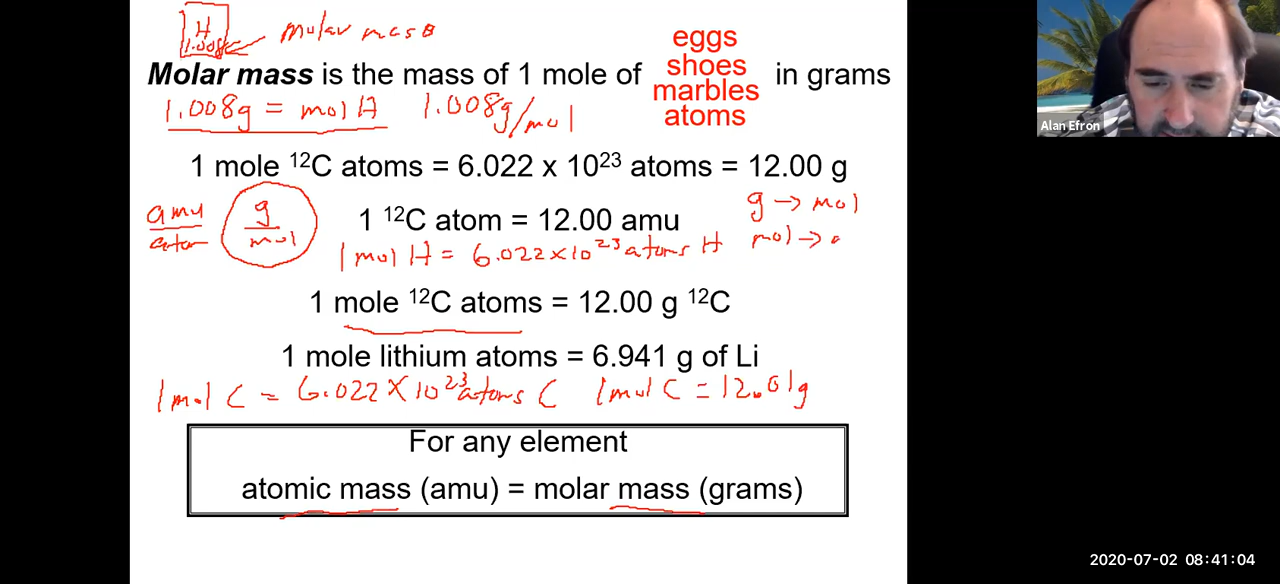 H
1.008
molar mass
eggs
shoes
marbles
atoms
Molar mass is the mass of 1 mole of in grams
1.008g = mol H 1.008g/mol
Alan Efron
1 mole ¹²C atoms = 6.022 x 10²³ atoms = 12.00 g
amu
atom
g
mol
1 ¹²C atom = 12.00 amu
g → mol
mol → a
1 mol H = 6.022×10²³ atoms H
1 mole ¹²C atoms = 12.00 g ¹²C
1 mole lithium atoms = 6.941 g of Li
1 mol C = 6.022 X 10²³ atoms C 1 mol C = 12.01g
For any element
atomic mass (amu) = molar mass (grams)
2020-07-02 08:41:04